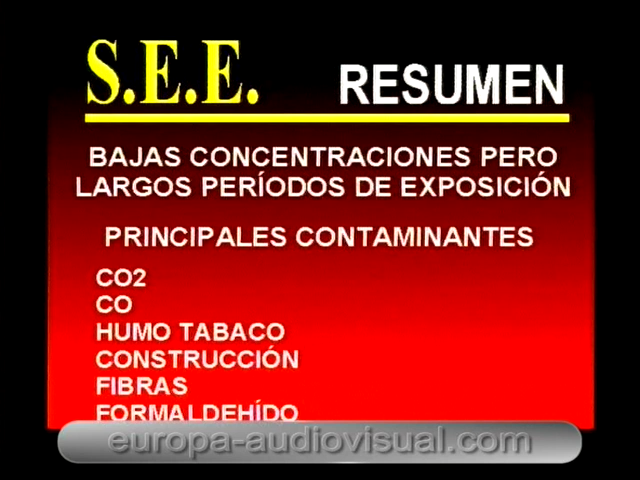 S.E.E. RESUMEN
BAJAS CONCENTRACIONES PERO
LARGOS PERÍODOS DE EXPOSICIÓN
PRINCIPALES CONTAMINANTES
CO2
CO
HUMO TABACO
CONSTRUCCIÓN
FIBRAS
FORMALDEHÍDO
europa-audiovisual.com